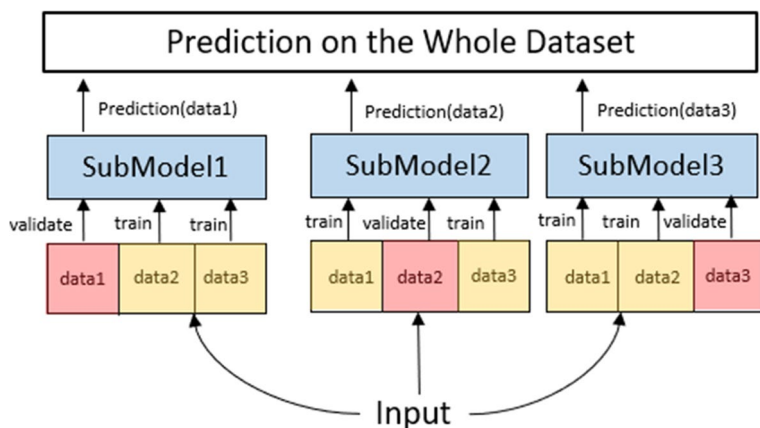 Prediction on the Whole Dataset
Prediction(data1)
Prediction(data2)
Prediction(data3)
SubModel1
SubModel2
SubModel3
validate train train
train validate train
train train validate
data1 data2 data3
data1 data2 data3
data1 data2 data3
Input